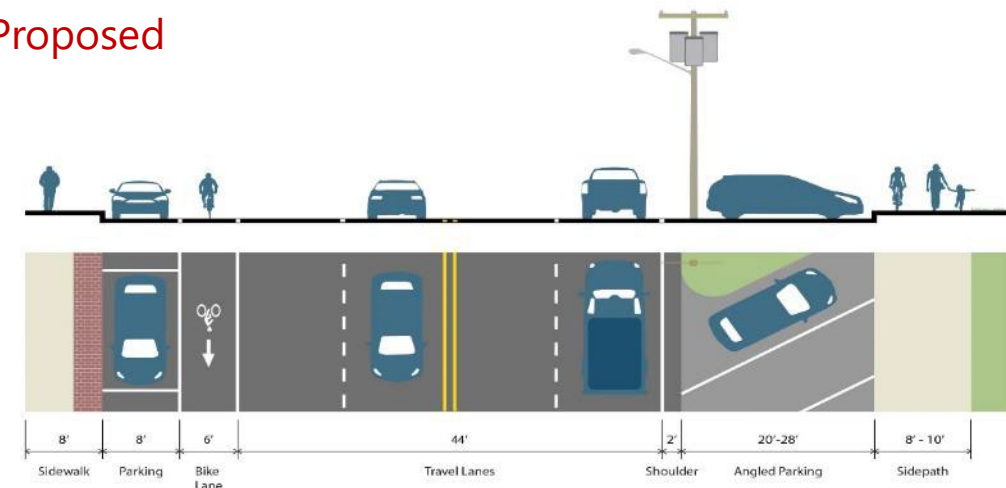 Proposed
8'
8'
6'
44'
2'
20'-28'
8' - 10'
Sidewalk
Parking
Bike
Lane
Travel Lanes
Shoulder
Angled Parking
Sidepath